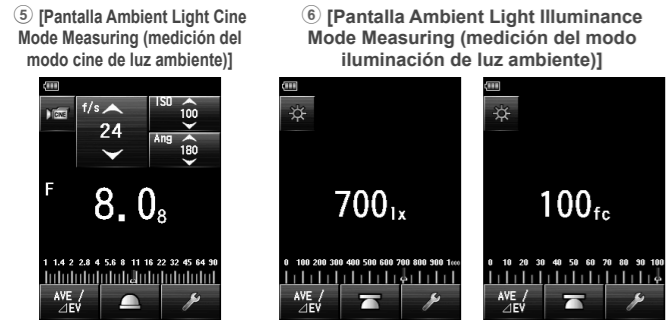 ⑤ [Pantalla Ambient Light Cine
Mode Measuring (medición del
modo cine de luz ambiente)]
f/s
24
ISO
100
Ang
180
CINE
F
8.0₈
1 1.4 2 2.8 4 5.6 8 11 16 22 32 45 64 90
AVE /
⊿EV
⑥ [Pantalla Ambient Light Illuminance
Mode Measuring (medición del modo
iluminación de luz ambiente)]
700lx
0 100 200 300 400 500 600 700 800 900 1000
AVE /
⊿EV
100fc
0 10 20 30 40 50 60 70 80 90 100
AVE /
⊿EV